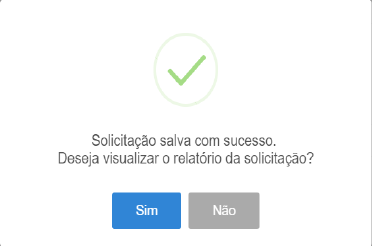 Solicitação salva com sucesso.
Deseja visualizar o relatório da solicitação?
Sim
Não